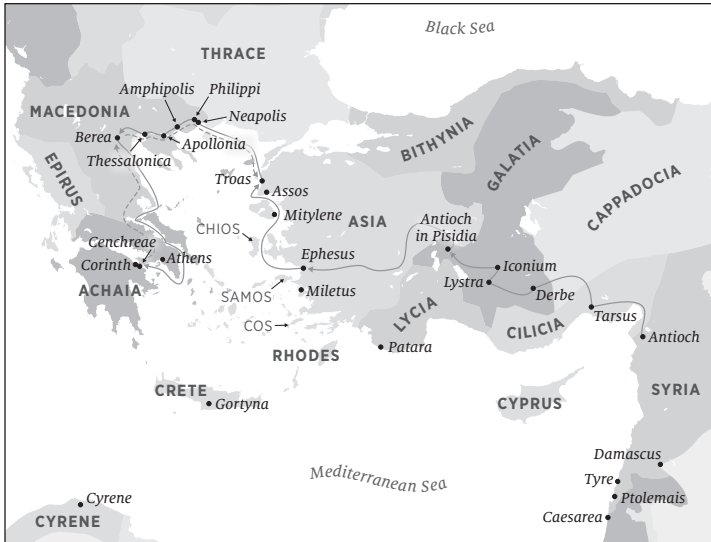 Black Sea
THRACE
Amphipolis
Philippi
MACEDONIA
Neapolis
Berea
Apollonia
Thessalonica
BITHYNIA
GALATIA
CAPPADOCIA
EPIRUS
Troas
Assos
Mitylene
ASIA
CHIOS
Antioch
in Pisidia
Cenchreae
Athens
Corinth
Ephesus
Iconium
ACHAIA
SAMOS
Miletus
Lystra
Derbe
LYCIA
Tarsus
COS
CILICIA
Antioch
RHODES
Patara
CRETE
Gortyna
CYPRUS
SYRIA
Mediterranean Sea
Damascus
Tyre
Cyrene
Ptolemais
CYRENE
Caesarea